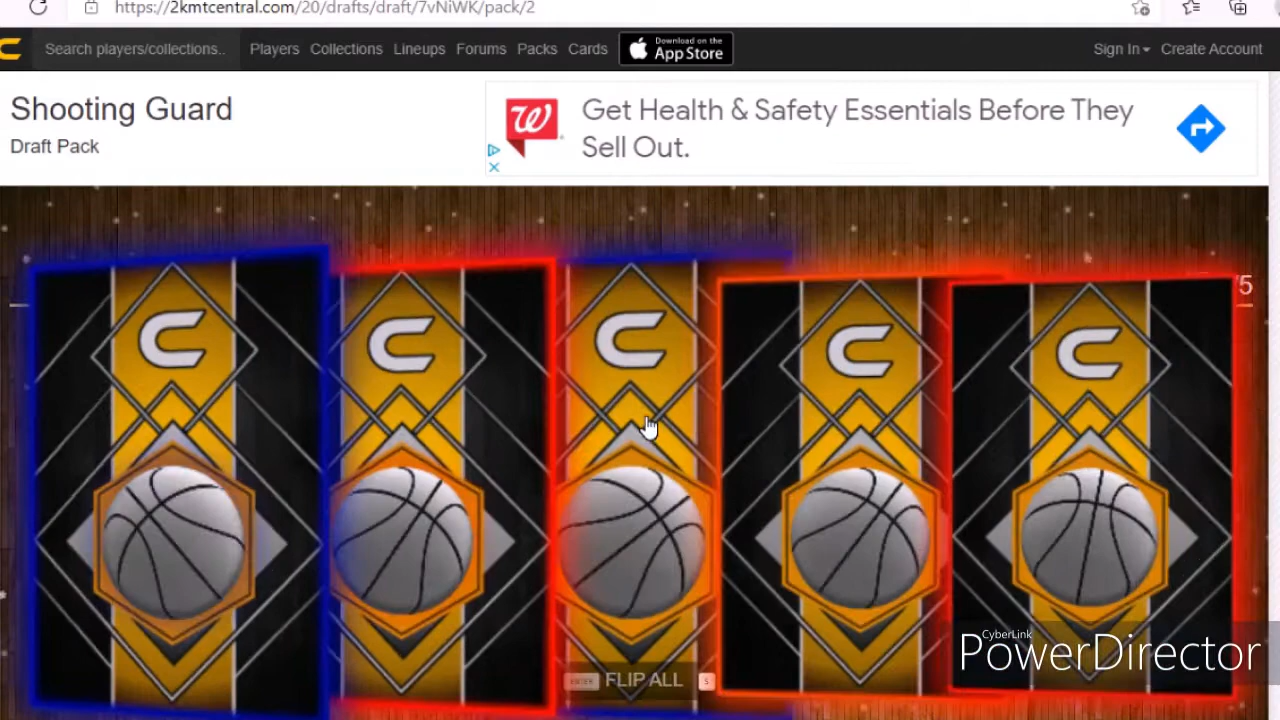 https://2kmtcentral.com/20/drafts/draft/7vNiWK/pack/2
Search players/collections..
Players
Collections
Lineups
Forums
Packs
Cards
Download on the
App Store
Sign In
Create Account
Shooting Guard
Draft Pack
Get Health & Safety Essentials Before They
Sell Out.
/5
ENTER FLIP ALL S
CyberLink
PowerDirector